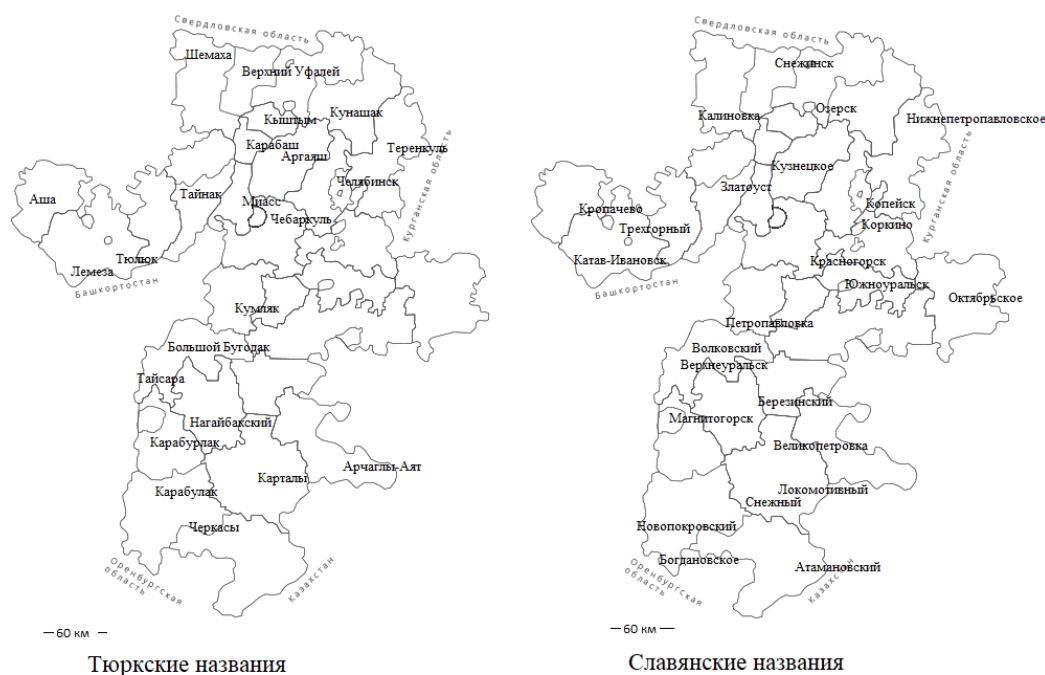 Свердловская область
Шемаха
Верхний Уфалей
Кунашак
Кыштым
Карабаш
Аргаяш
Теренкуль
Курганская область
Челябинск
Тайнак
Аша
Миасс
Чебаркуль
Тюлюк
Лемеза
Башкортостан
Кумляк
Большой Бугодак
Тайсара
Нагайбакский
Карабурлак
Арчаглы-Аят
Карталы
Карабулак
Черкасы
Оренбургская
область
Казахстан
60 км
Тюркские названия
Свердловская область
Снежинск
Озерск
Калиновка
Нижнепетропавловское
Курганская область
Кузнецкое
Златоуст
Копейск
Кропачево
Коркино
Трехгорный
Катав-Ивановск
Красногорск
Башкортостан
Южноуральск
Октябрьское
Петропавловка
Волковский
Верхнеуральск
Березинский
Магнитогорск
Великопетровка
Локомотивный
Снежный
Новопокровский
Богдановское
Атамановский
Оренбургская
область
Казахстан
60 км
Славянские названия